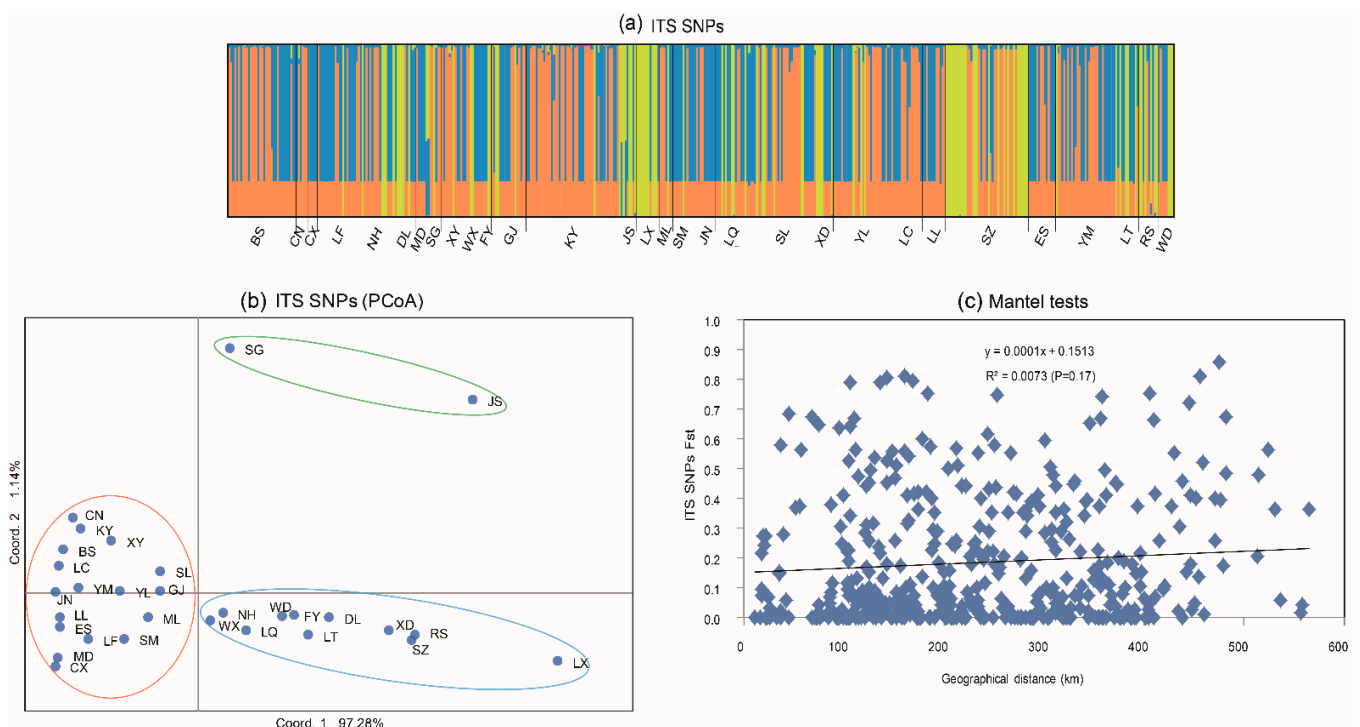 (a) ITS SNPs
BS CN CX LF NH DL MD SG XY WX FY GJ KY JS LX ML SM JN LQ SL XD YL LC LL SZ ES YM LT RS WD
(b) ITS SNPs (PCoA)
Coord. 2 1.14%
SG
JS
CN
KY
XY
BS
LC
SL
YM
YL
GJ
JN
LL
ML
ES
LF
SM
MD
CX
NH
WD
FY
DL
WX
LQ
LT
XD
RS
SZ
LX
Coord. 1 97.28%
(c) Mantel tests
y = 0.0001x + 0.1513
R² = 0.0073 (P=0.17)
ITS SNPs Fst
1.0
0.9
0.8
0.7
0.6
0.5
0.4
0.3
0.2
0.1
0.0
0 100 200 300 400 500 600
Geographical distance (km)